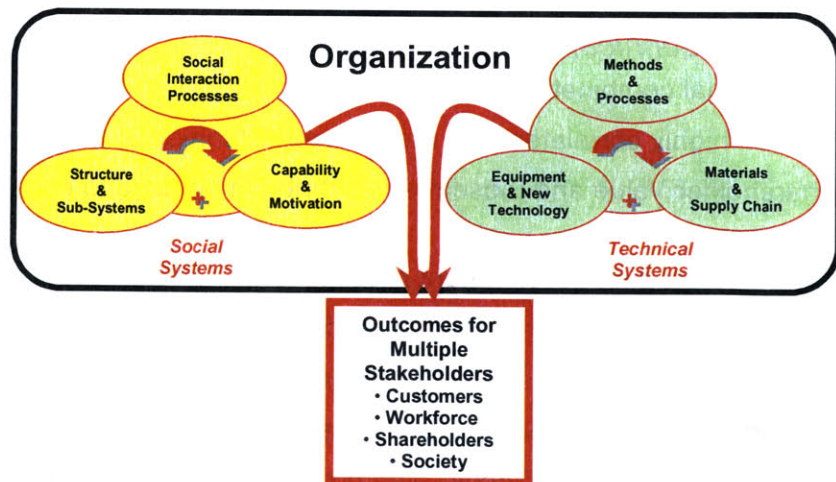 Organization
Social
Interaction
Processes
Structure
&
Sub-Systems
Capability
&
Motivation
+
Social
Systems
Methods
&
Processes
Equipment
& New
Technology
Materials
&
Supply Chain
+
Technical
Systems
Outcomes for
Multiple
Stakeholders
• Customers
• Workforce
• Shareholders
• Society